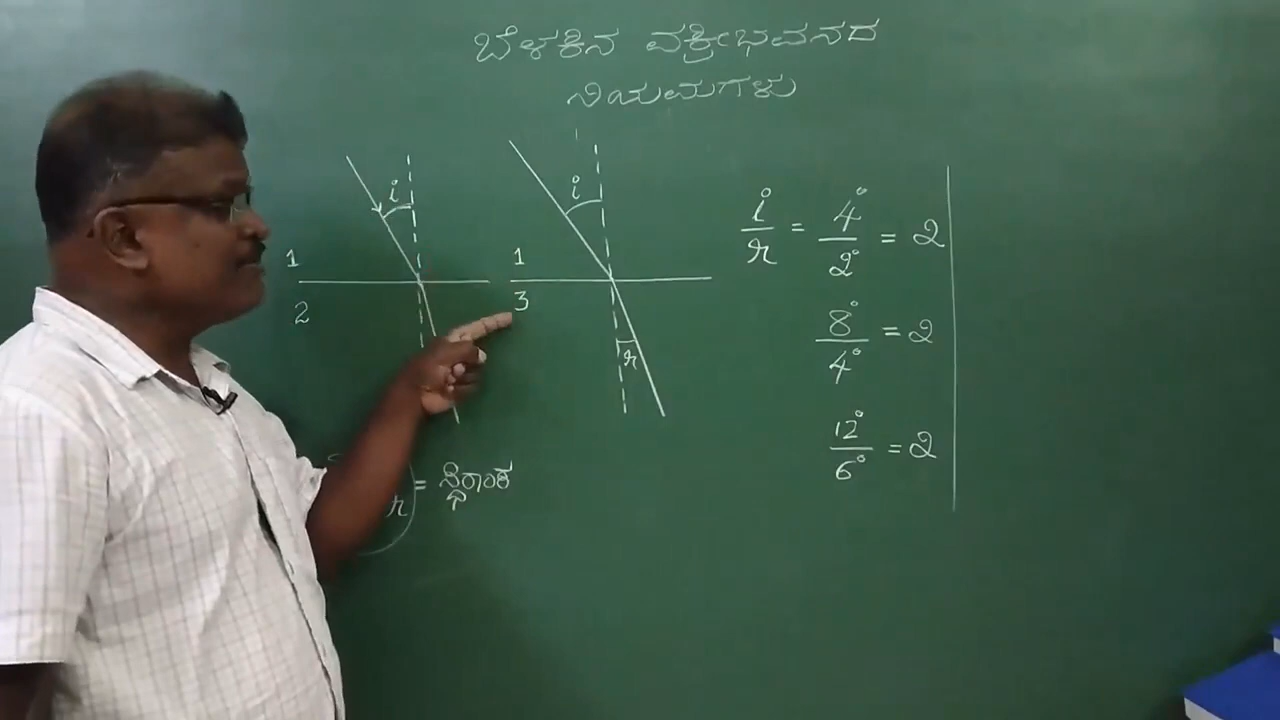 ಬೆಳಕಿನ ವಕ್ರೀಭವನದ
ನಿಯಮಗಳು
i
1
2
i
1
3
r
i/r = 4°/2° = 2
8°/4° = 2
12°/6° = 2
r = ಸ್ಥಿರಾಂಕ